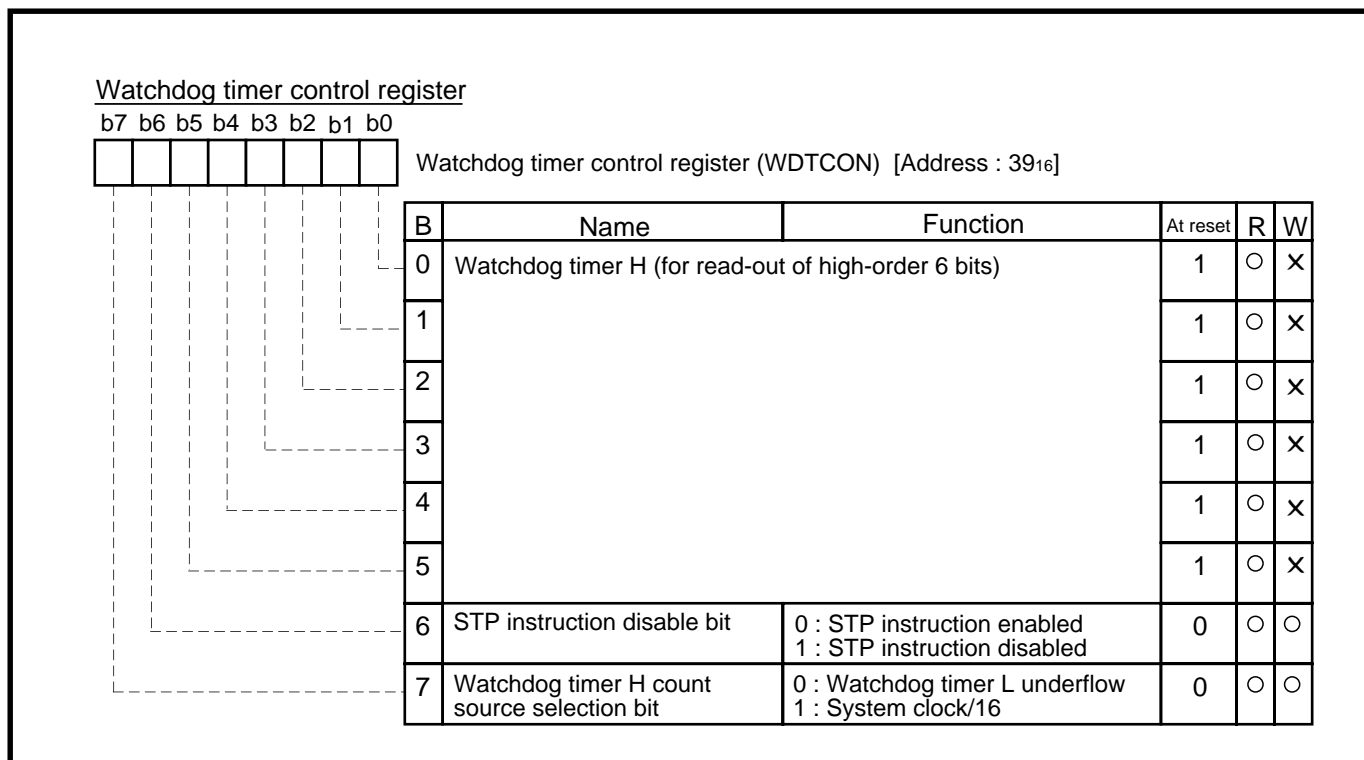 Watchdog timer control register
b7 b6 b5 b4 b3 b2 b1 b0
Watchdog timer control register (WDTCON) [Address : 39₁₆]
B Name Function At reset R W
0 Watchdog timer H (for read-out of high-order 6 bits) 1 ○ ×
1 1 ○ ×
2 1 ○ ×
3 1 ○ ×
4 1 ○ ×
5 1 ○ ×
6 STP instruction disable bit 0 : STP instruction enabled 0 ○ ○
1 : STP instruction disabled
7 Watchdog timer H count 0 : Watchdog timer L underflow 0 ○ ○
source selection bit 1 : System clock/16